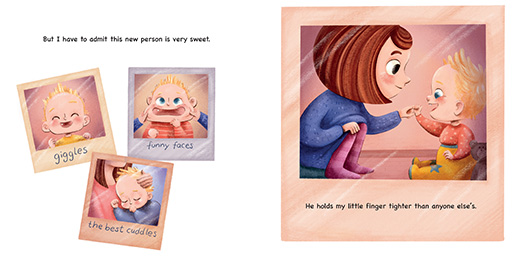 But I have to admit this new person is very sweet.
giggles
funny faces
the best cuddles
He holds my little finger tighter than anyone else's.